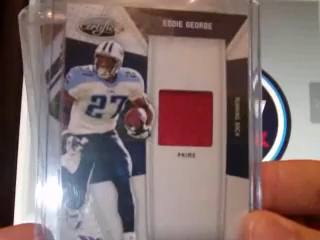 Certified
EDDIE GEORGE
27
RUNNING BACK
PRIME